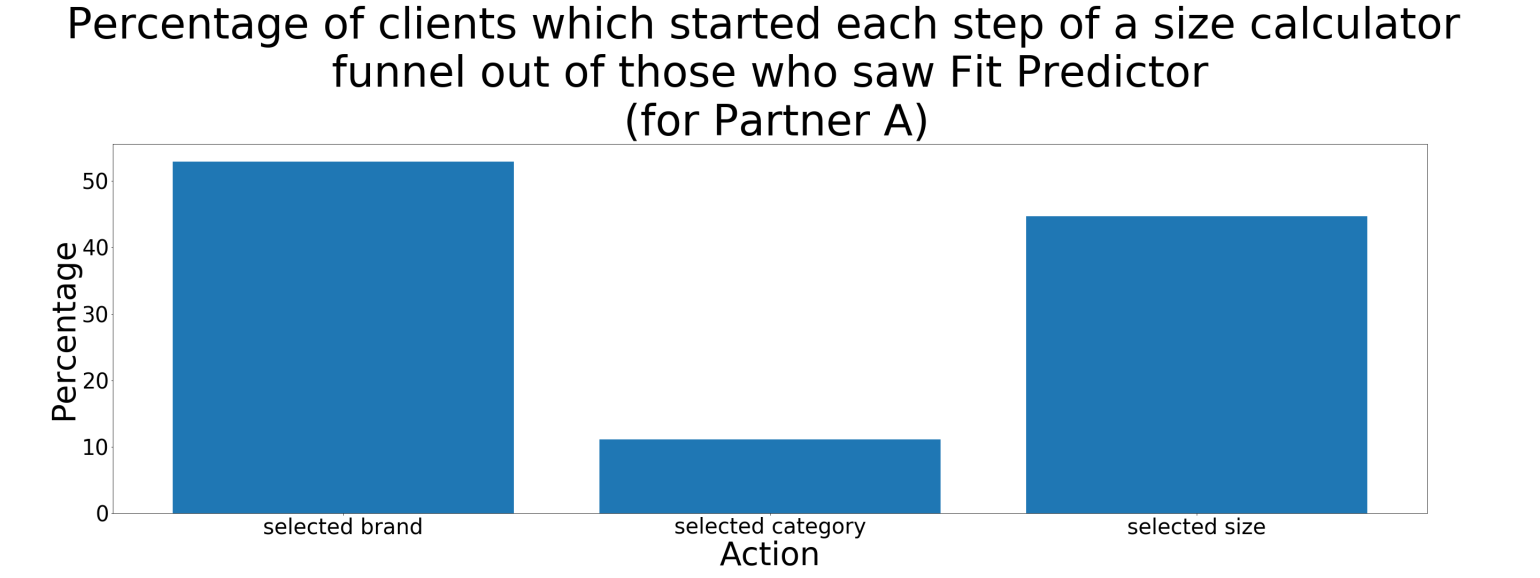 Percentage of clients which started each step of a size calculator
funnel out of those who saw Fit Predictor
(for Partner A)
Percentage
50
40
30
20
10
0
selected brand
selected category
selected size
Action